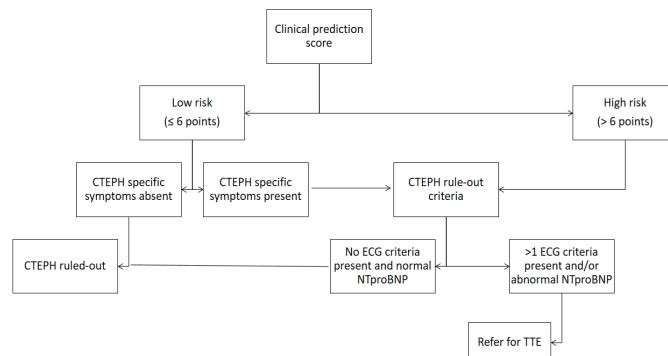 Clinical prediction
score
Low risk
(≤ 6 points)
High risk
(> 6 points)
CTEPH specific
symptoms absent
CTEPH specific
symptoms present
CTEPH rule-out
criteria
CTEPH ruled-out
No ECG criteria
present and normal
NTproBNP
>1 ECG criteria
present and/or
abnormal NTproBNP
Refer for TTE